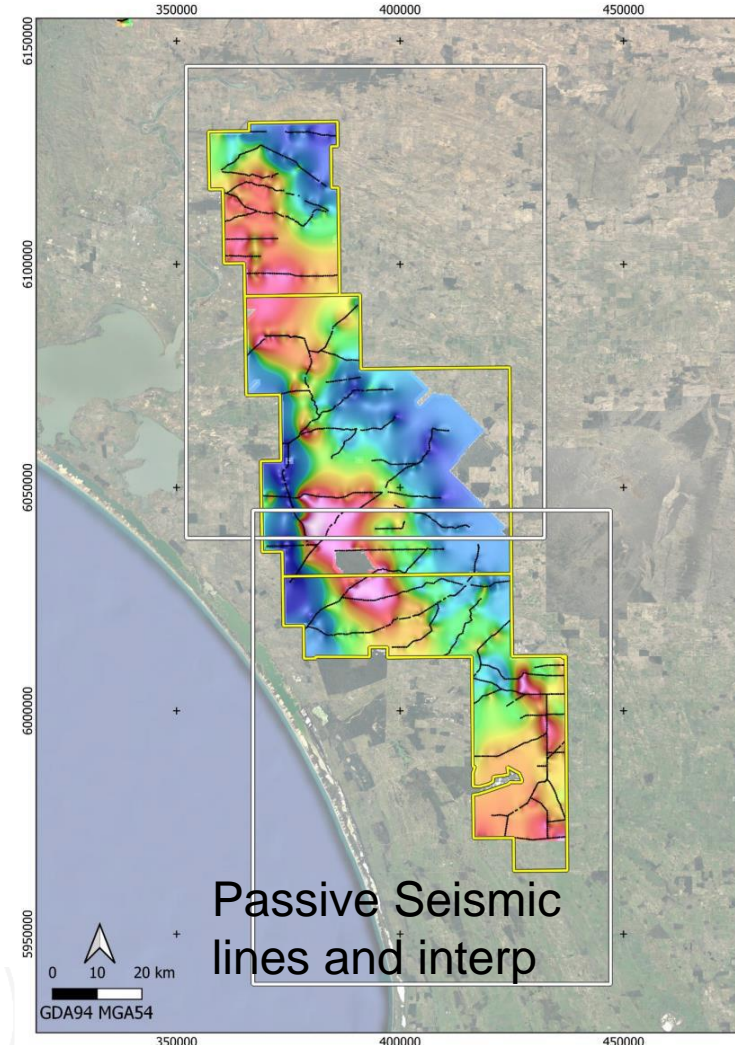 350000 400000 450000
6150000
6100000
6050000
6000000
5950000
Passive Seismic
lines and interp
0 10 20 km
GDA94 MGA54
350000 400000 450000